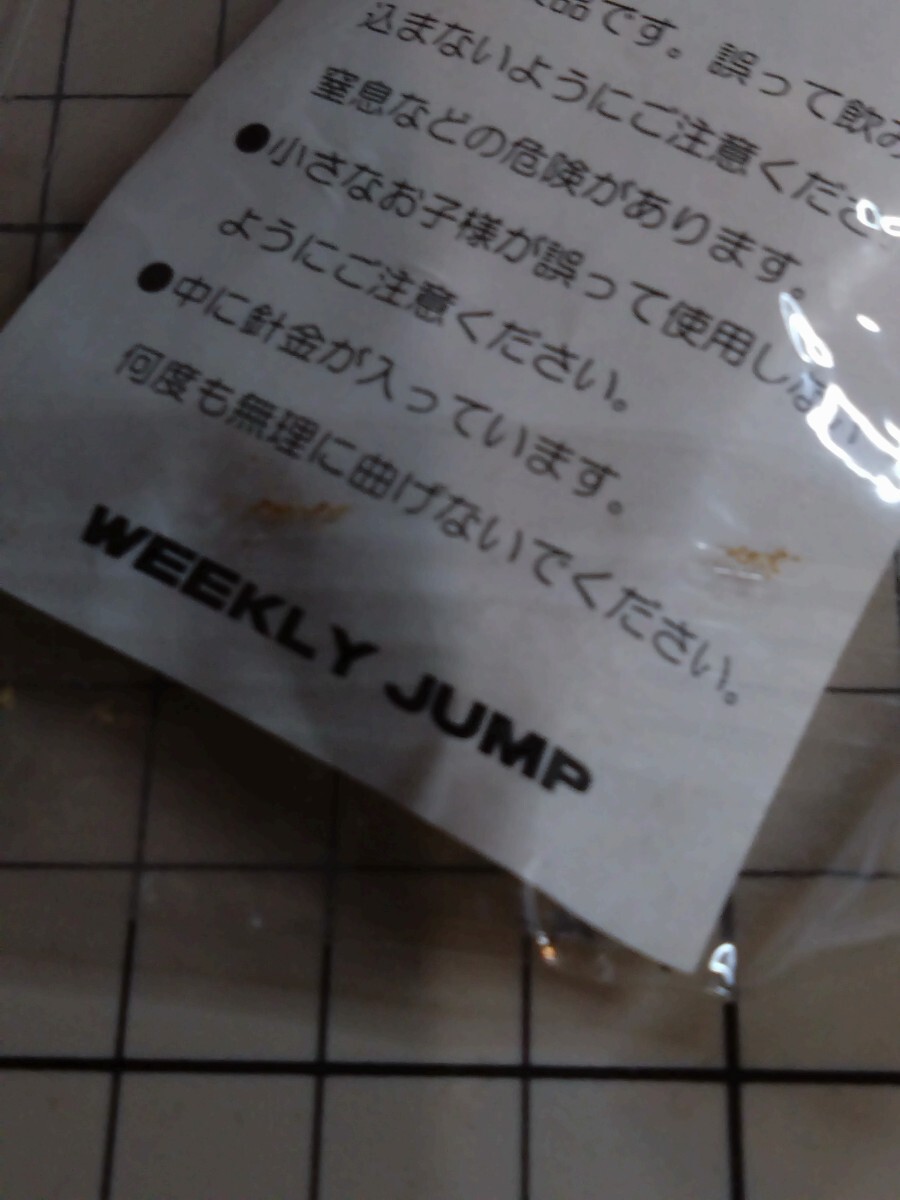 品です。誤って飲み
込まないようにご注意くださ
窒息などの危険があります。
●小さなお子様が誤って使用しない
ようにご注意ください。
●中に針金が入っています。
何度も無理に曲げないでください。
WEEKLY JUMP